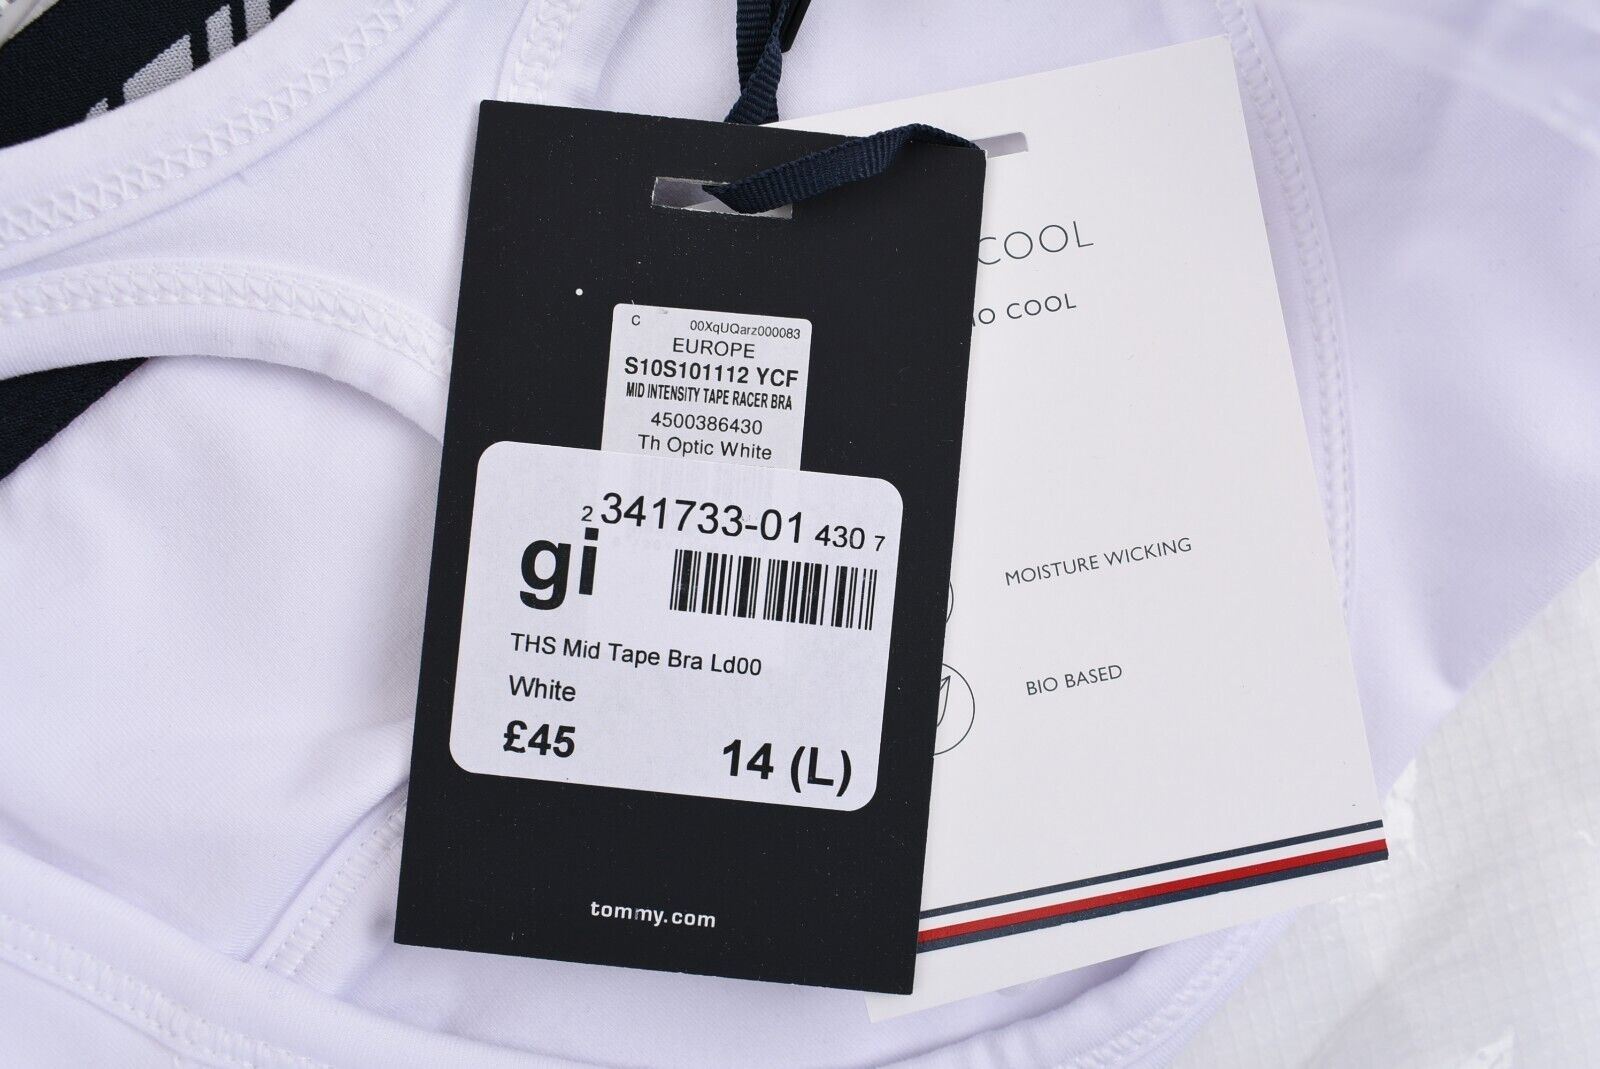 C 00XqUQarz000083
EUROPE
S10S101112 YCF
MID INTENSITY TAPE RACER BRA
4500386430
Th Optic White
2 341733-01 430 7
gi
THS Mid Tape Bra Ld00
White
£45 14 (L)
tommy.com
COOL
COOL
MOISTURE WICKING
BIO BASED